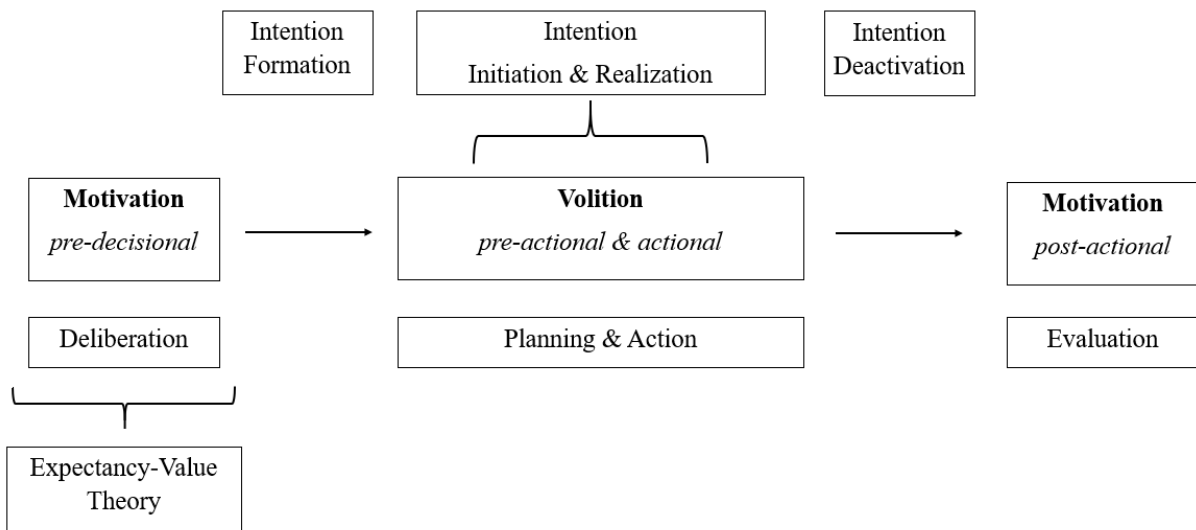 Intention
Formation
Intention
Initiation & Realization
Intention
Deactivation
Motivation
pre-decisional
Volition
pre-actional & actional
Motivation
post-actional
Deliberation
Planning & Action
Evaluation
Expectancy-Value
Theory